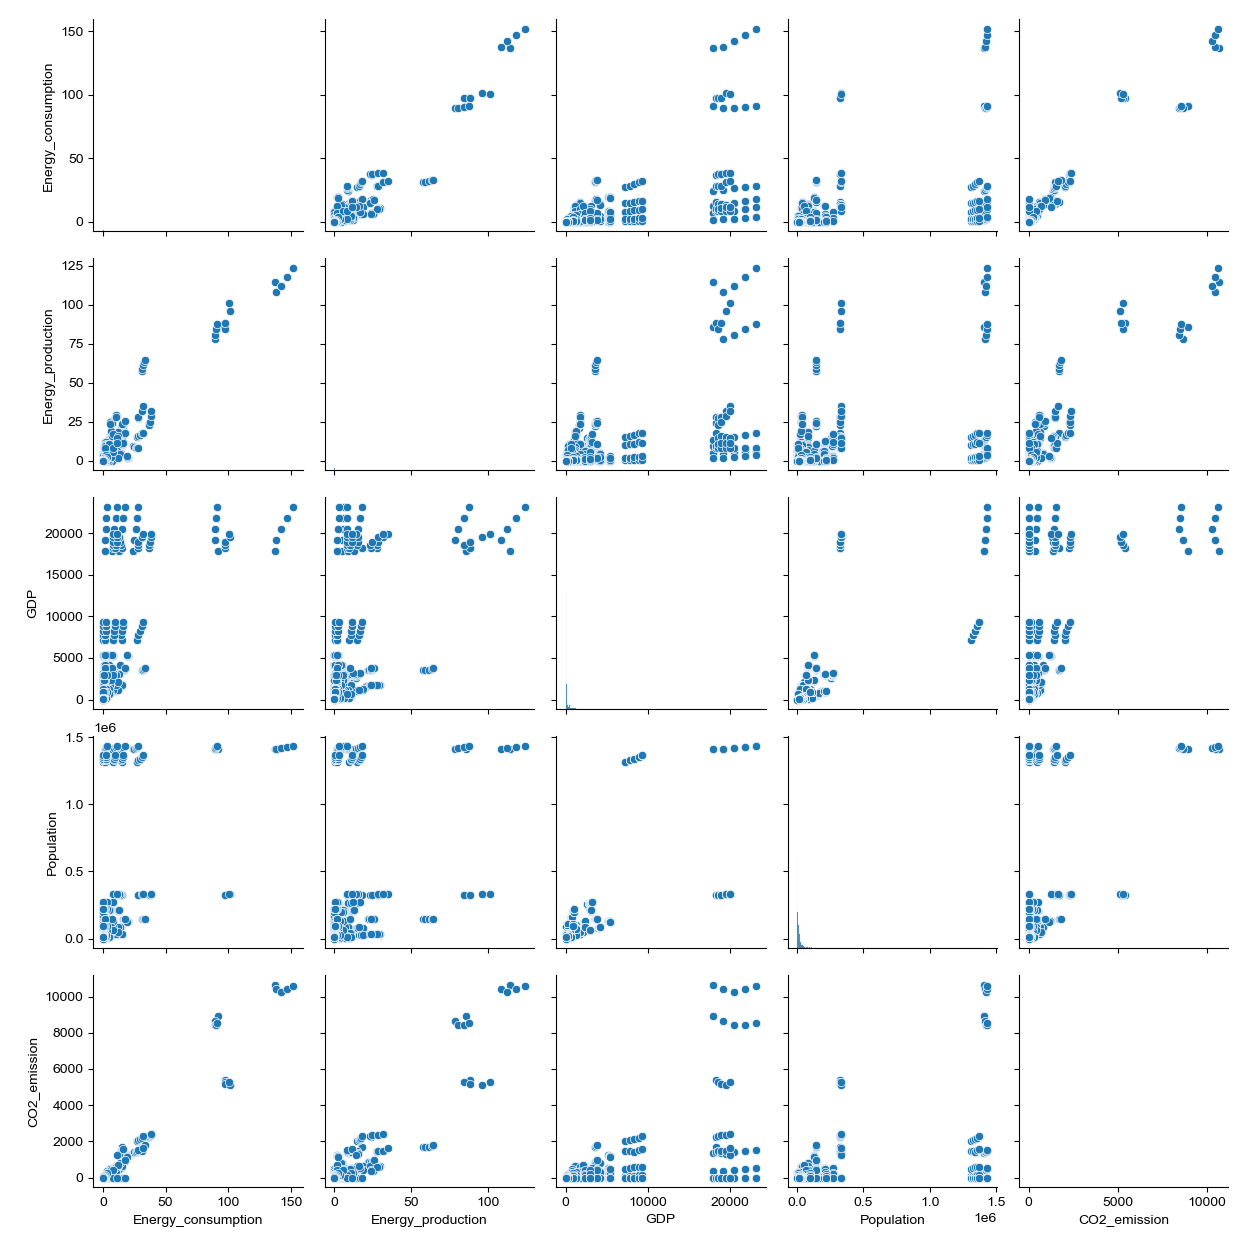 150
100
50
0
Energy_consumption
125
100
75
50
25
0
Energy_production
20000
15000
10000
5000
0
GDP
1e6
1.5
1.0
0.5
0.0
Population
10000
8000
6000
4000
2000
0
CO2_emission
0 50 100 150
Energy_consumption
0 50 100
Energy_production
0 10000 20000
GDP
0.0 0.5 1.0 1.5
1e6
Population
0 5000 10000
CO2_emission